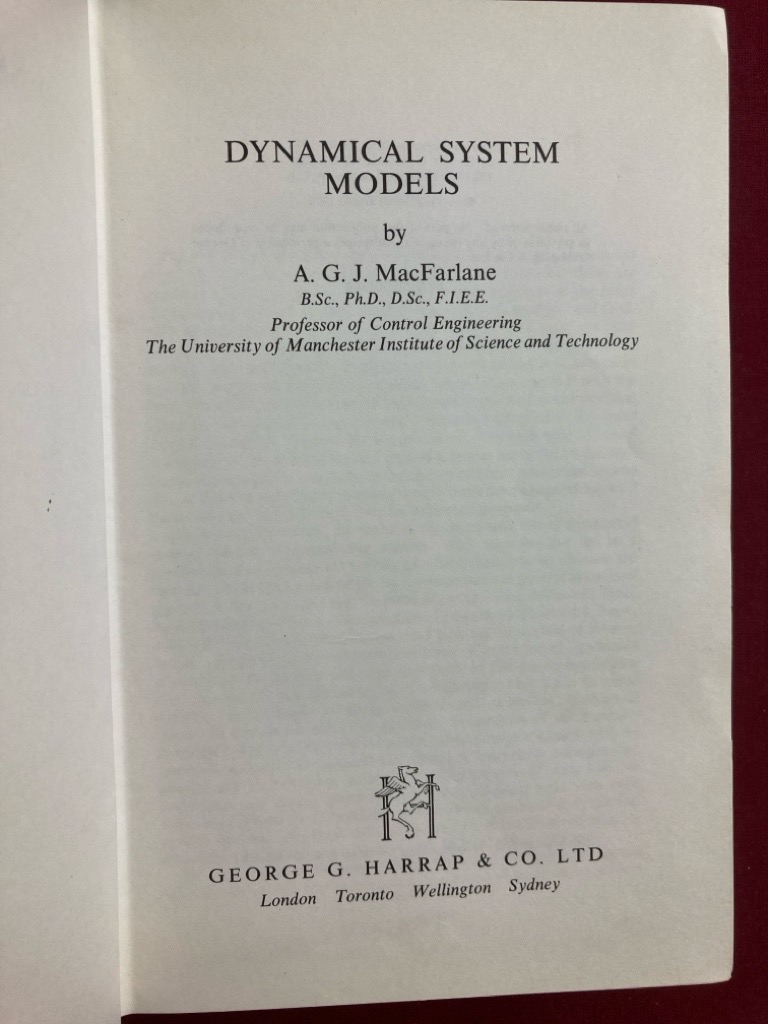 DYNAMICAL SYSTEM
MODELS
by
A. G. J. MacFarlane
B.Sc., Ph.D., D.Sc., F.I.E.E.
Professor of Control Engineering
The University of Manchester Institute of Science and Technology
GEORGE G. HARRAP & CO. LTD
London Toronto Wellington Sydney